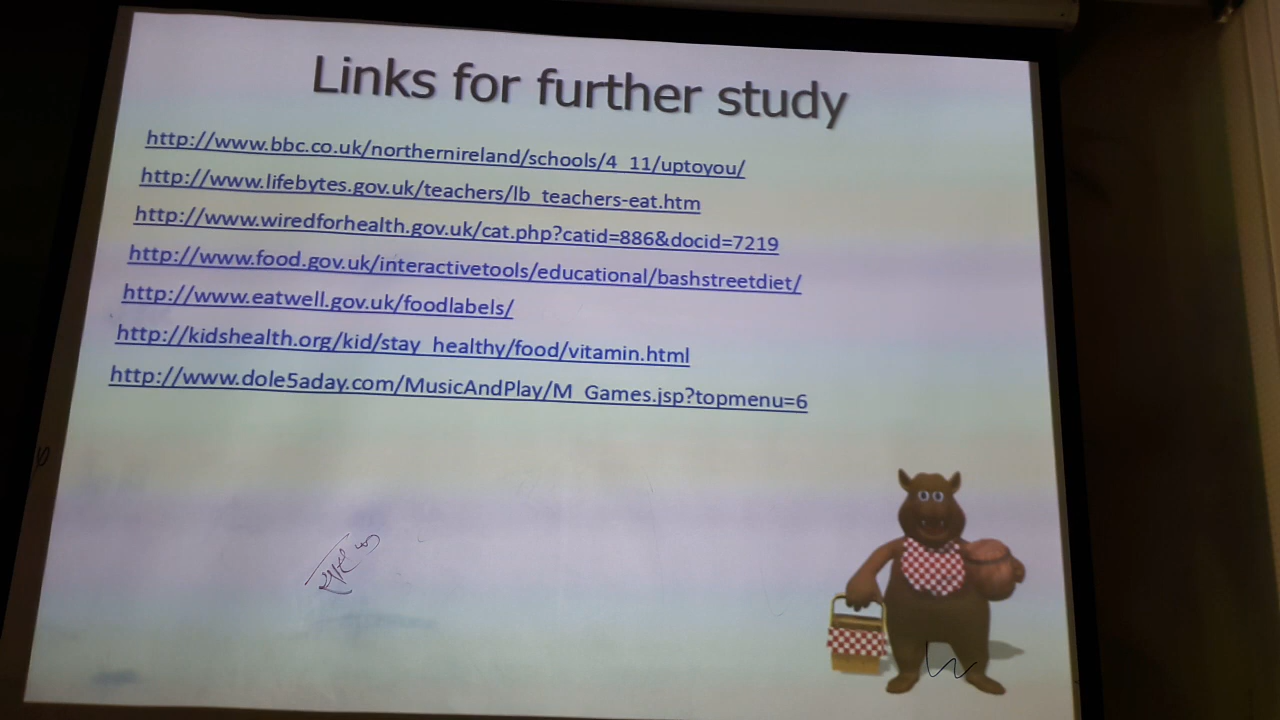 Links for further study
http://www.bbc.co.uk/northernireland/schools/4_11/uptoyou/
http://www.lifebytes.gov.uk/teachers/lb_teachers-eat.htm
http://www.wiredforhealth.gov.uk/cat.php?catid=886&docid=7219
http://www.food.gov.uk/interactivetools/educational/bashstreetdiet/
http://www.eatwell.gov.uk/foodlabels/
http://kidshealth.org/kid/stay_healthy/food/vitamin.html
http://www.dole5aday.com/MusicAndPlay/M_Games.jsp?topmenu=6